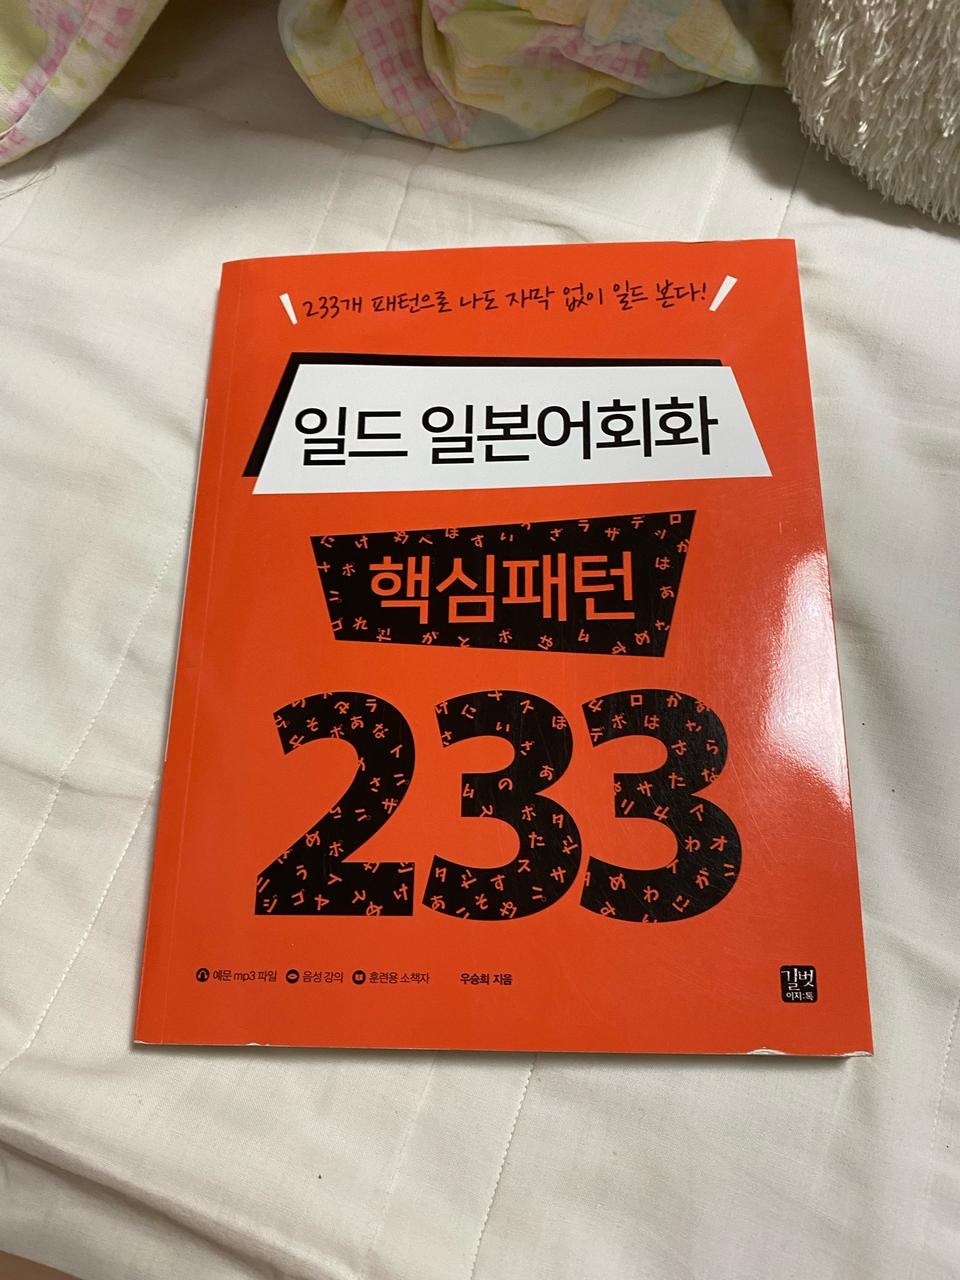 233개 패턴으로 나도 자막 없이 일드 본다!
일드 일본어회화
핵심패턴
233
예문 mp3 파일 음성 강의 훈련용 소책자 우승희 지음
길벗
이지:톡